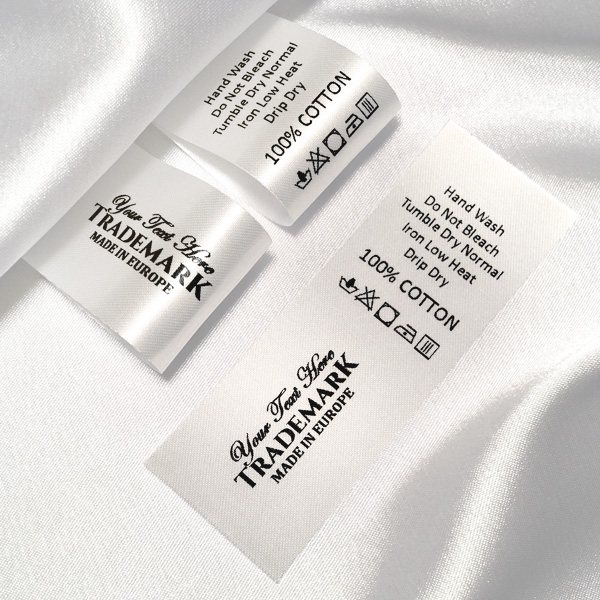 Hand Wash
Do Not Bleach
Tumble Dry Normal
Iron Low Heat
Drip Dry
100% COTTON
Your Text Here
TRADEMARK
MADE IN EUROPE
Hand Wash
Do Not Bleach
Tumble Dry Normal
Iron Low Heat
Drip Dry
100% COTTON
Your Text Here
TRADEMARK
MADE IN EUROPE